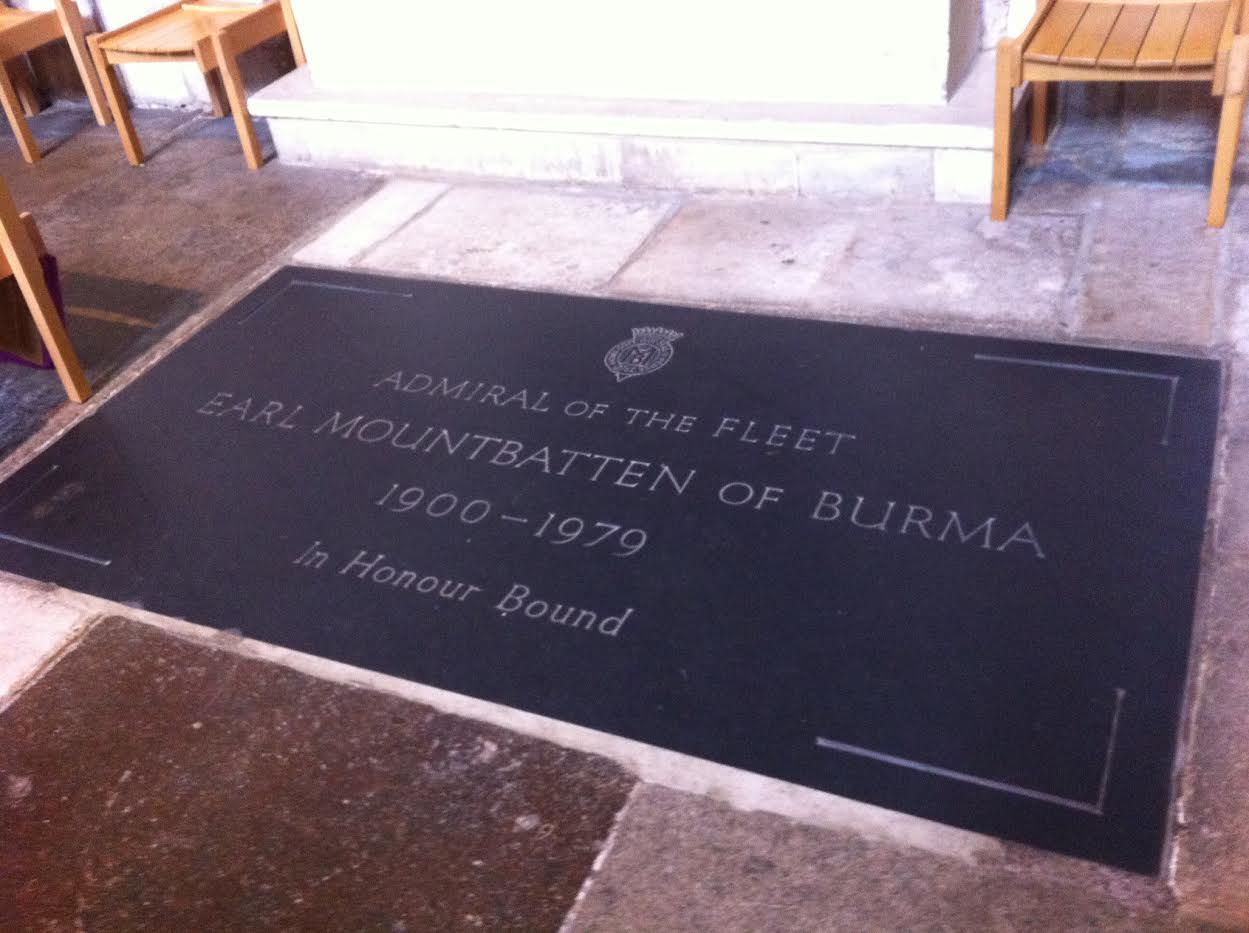 ADMIRAL OF THE FLEET
EARL MOUNTBATTEN OF BURMA
1900–1979
In Honour Bound